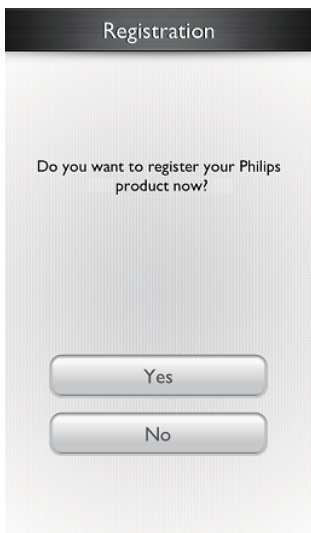 Registration
Do you want to register your Philips
product now?
Yes
No